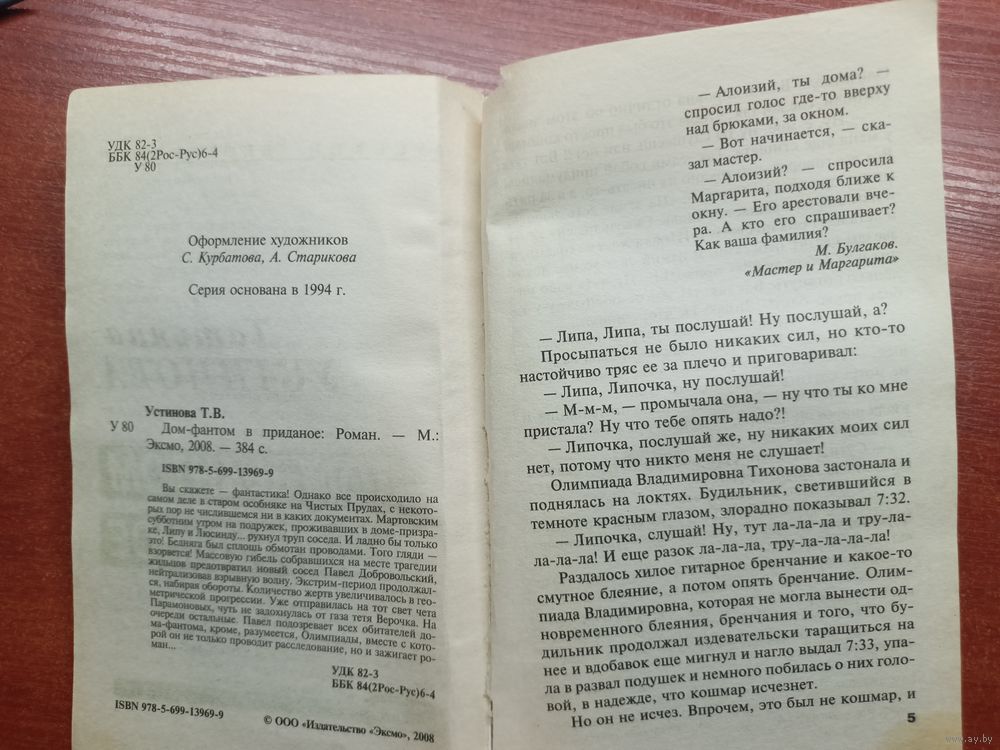 УДК 82-3
ББК 84(2Рос-Рус)6-4
У 80
Оформление художников
С. Курбатова, А. Старикова
Серия основана в 1994 г.
Устинова Т.В.
У 80 Дом-фантом в приданое: Роман. — М.:
Эксмо, 2008. — 384 с.
ISBN 978-5-699-13969-9
Вы скажете — фантастика! Однако все происходило на
самом деле в старом особняке на Чистых Прудах, с некото-
рых пор не числившемся ни в каких документах. Мартовским
субботним утром на подружек, проживавших в доме-призра-
ке, Липу и Люсинду... рухнул труп соседа. И ладно бы только
это! Бедняга был сплошь обмотан проводами. Того гляди —
взорвется! Массовую гибель собравшихся на месте трагедии
жильцов предотвратил новый сосед Павел Добровольский,
нейтрализовав взрывную волну. Экстрим-период продолжал-
ся, набирая обороты. Количество жертв увеличивалось в гео-
метрической прогрессии. Уже отправилась на тот свет чета
Парамоновых, чуть не задохнулась от газа тетя Верочка. На
очереди остальные. Павел подозревает всех обитателей до-
ма-фантома, кроме, разумеется, Олимпиады, вместе с кото-
рой он не только проводит расследование, но и зажигает ро-
ман...
УДК 82-3
ББК 84(2Рос-Рус)6-4
ISBN 978-5-699-13969-9
© ООО «Издательство «Эксмо», 2008
— Алоизий, ты дома? —
спросил голос где-то вверху
над брюками, за окном.
— Вот начинается, — ска-
зал мастер.
— Алоизий? — спросила
Маргарита, подходя ближе к
окну. — Его арестовали вче-
ра. А кто его спрашивает?
Как ваша фамилия?
М. Булгаков.
«Мастер и Маргарита»
— Липа, Липа, ты послушай! Ну послушай, а?
Просыпаться не было никаких сил, но кто-то
настойчиво тряс ее за плечо и приговаривал:
— Липа, Липочка, ну послушай!
— М-м-м, — промычала она, — ну что ты ко мне
пристала? Ну что тебе опять надо?!
— Липочка, послушай же, ну никаких моих сил
нет, потому что никто меня не слушает!
Олимпиада Владимировна Тихонова застонала и
поднялась на локтях. Будильник, светившийся в
темноте красным глазом, злорадно показывал 7:32.
— Липочка, слушай! Ну, тут ла-ла-ла и тру-ла-
ла-ла-ла! И еще разок ла-ла-ла, тру-ла-ла-ла-ла!
Раздалось хилое гитарное бренчание и какое-то
смутное блеяние, а потом опять бренчание. Олим-
пиада Владимировна, которая не могла вынести од-
новременного блеяния, бренчания и того, что бу-
дильник продолжал издевательски таращиться на
нее и вдобавок еще мигнул и нагло выдал 7:33, упа-
ла в развал подушек и немного побилась о них голо-
вой, в надежде, что кошмар исчезнет.
Но он не исчез. Впрочем, это был не кошмар, и
5
www.ay.by